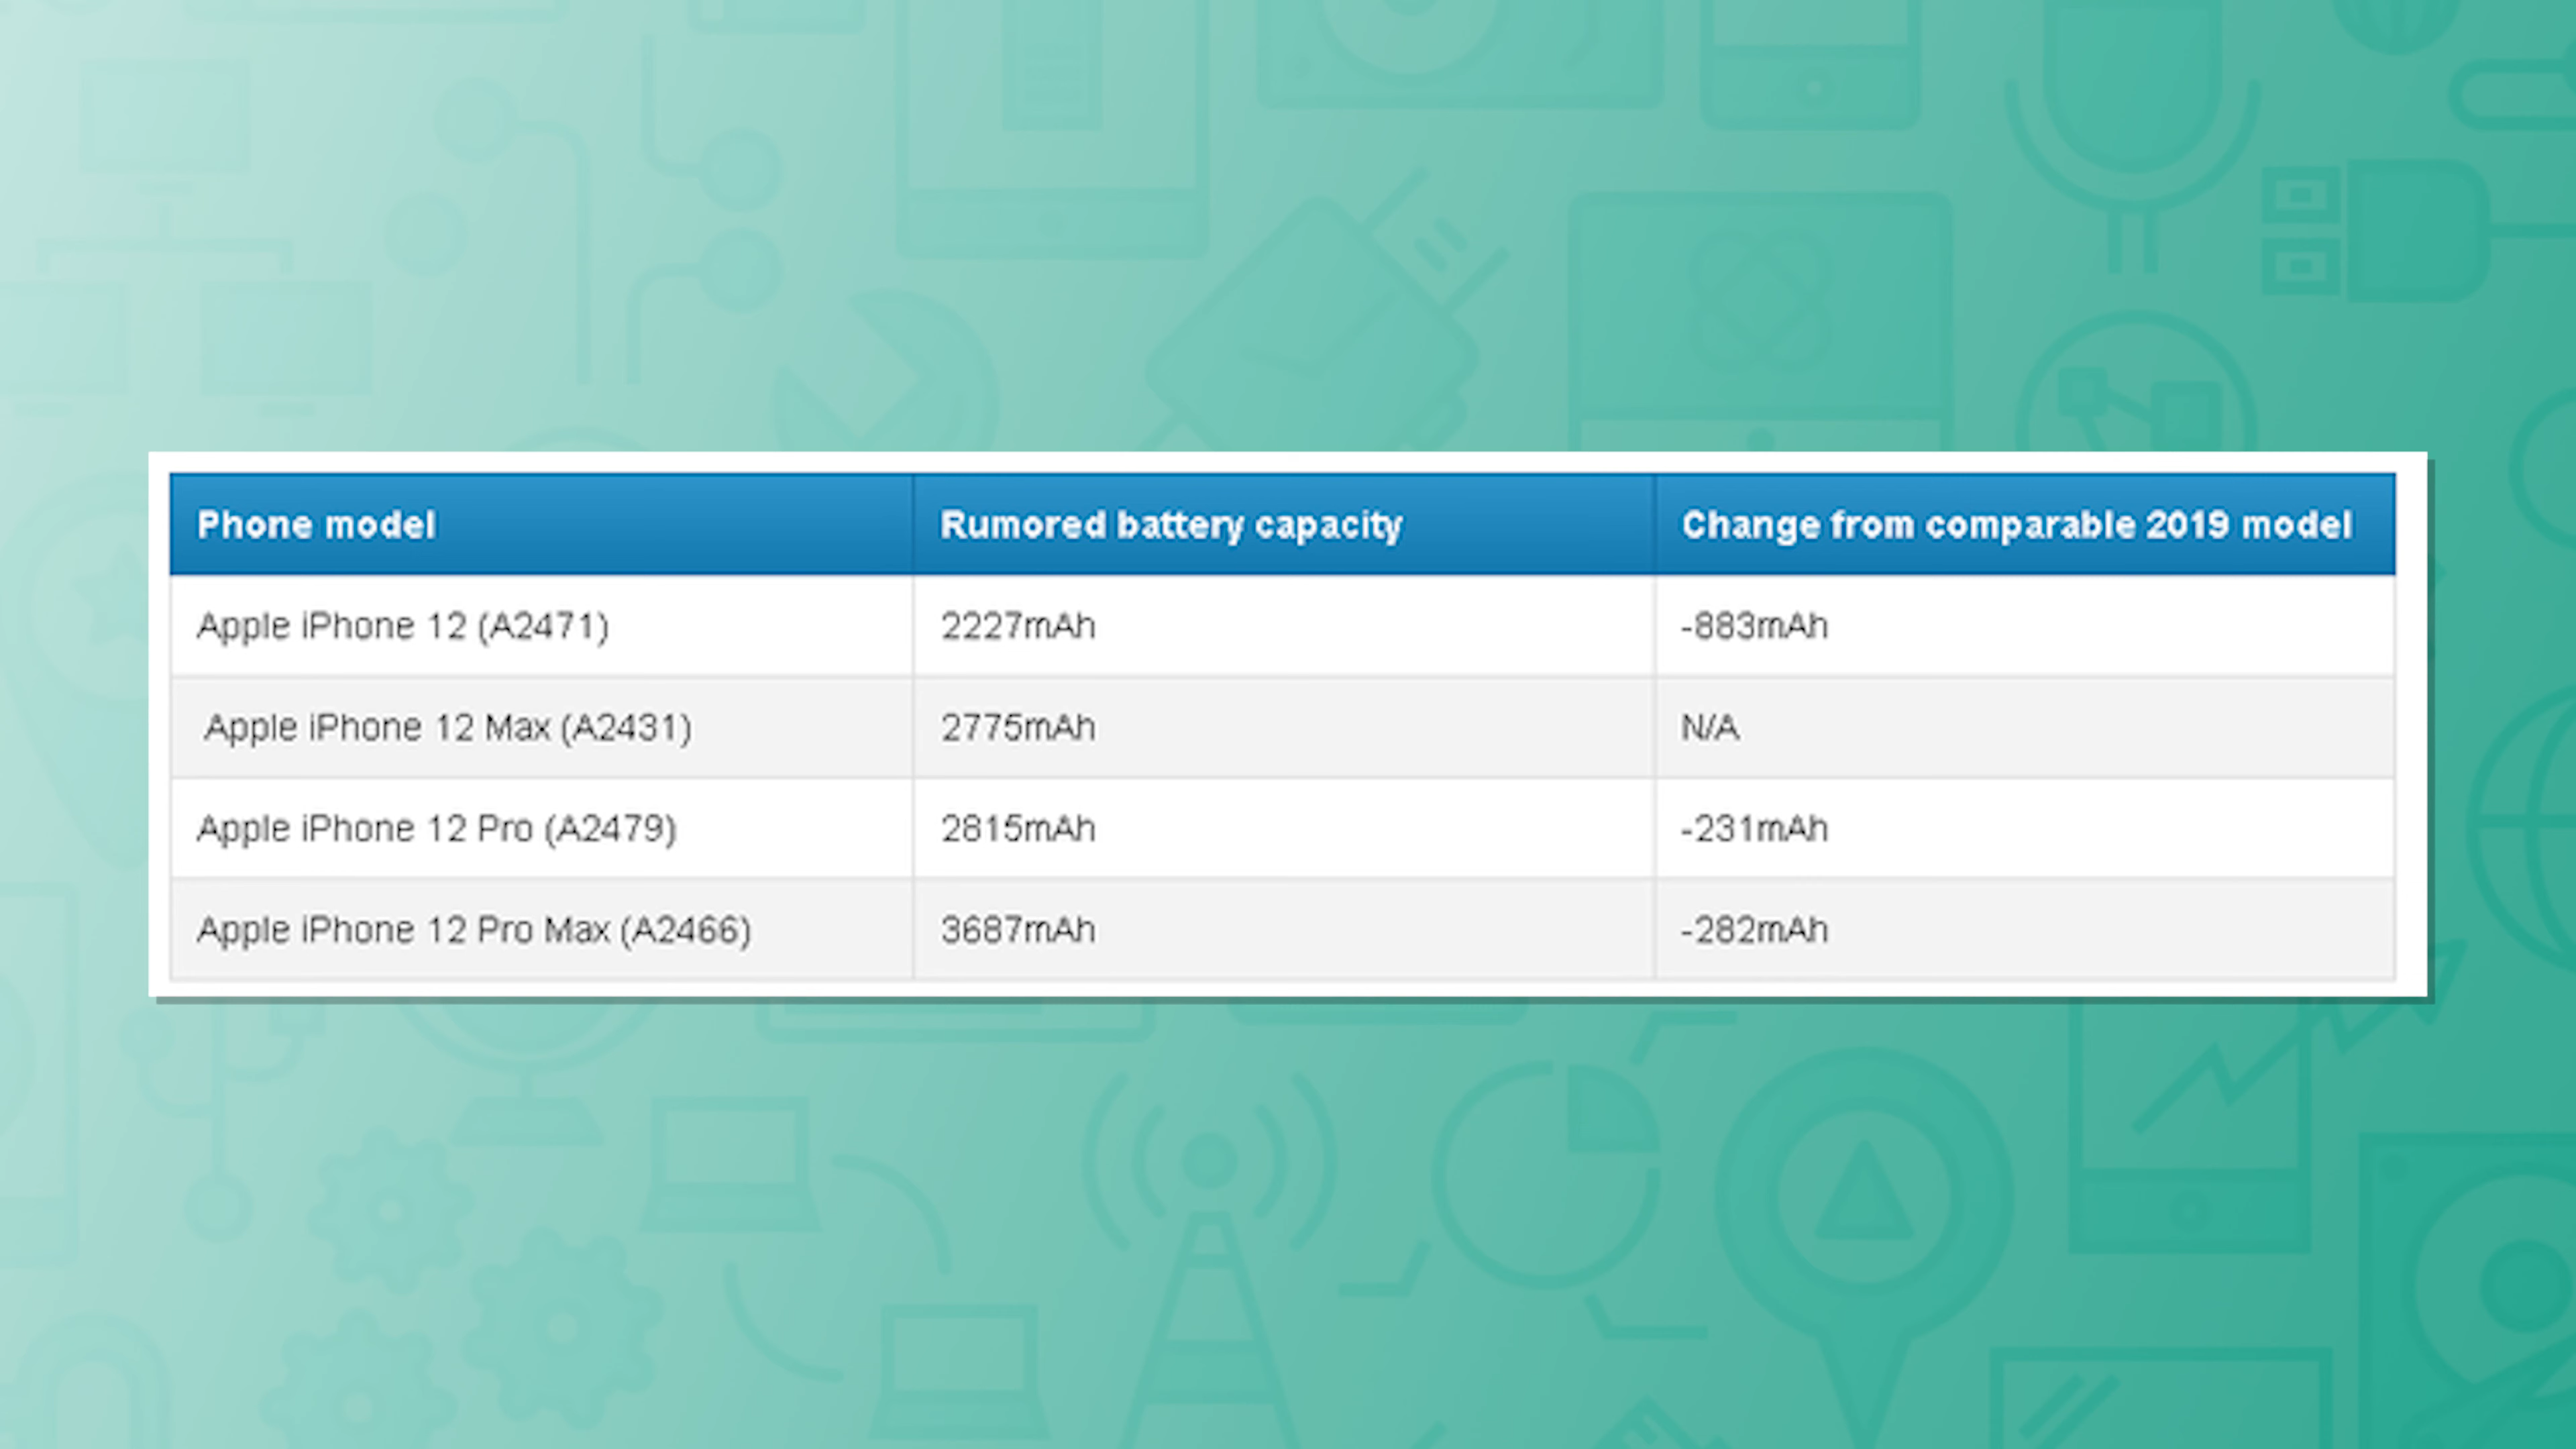 Phone model Rumored battery capacity Change from comparable 2019 model
Apple iPhone 12 (A2471) 2227mAh -883mAh
Apple iPhone 12 Max (A2431) 2775mAh N/A
Apple iPhone 12 Pro (A2479) 2815mAh -231mAh
Apple iPhone 12 Pro Max (A2466) 3687mAh -282mAh